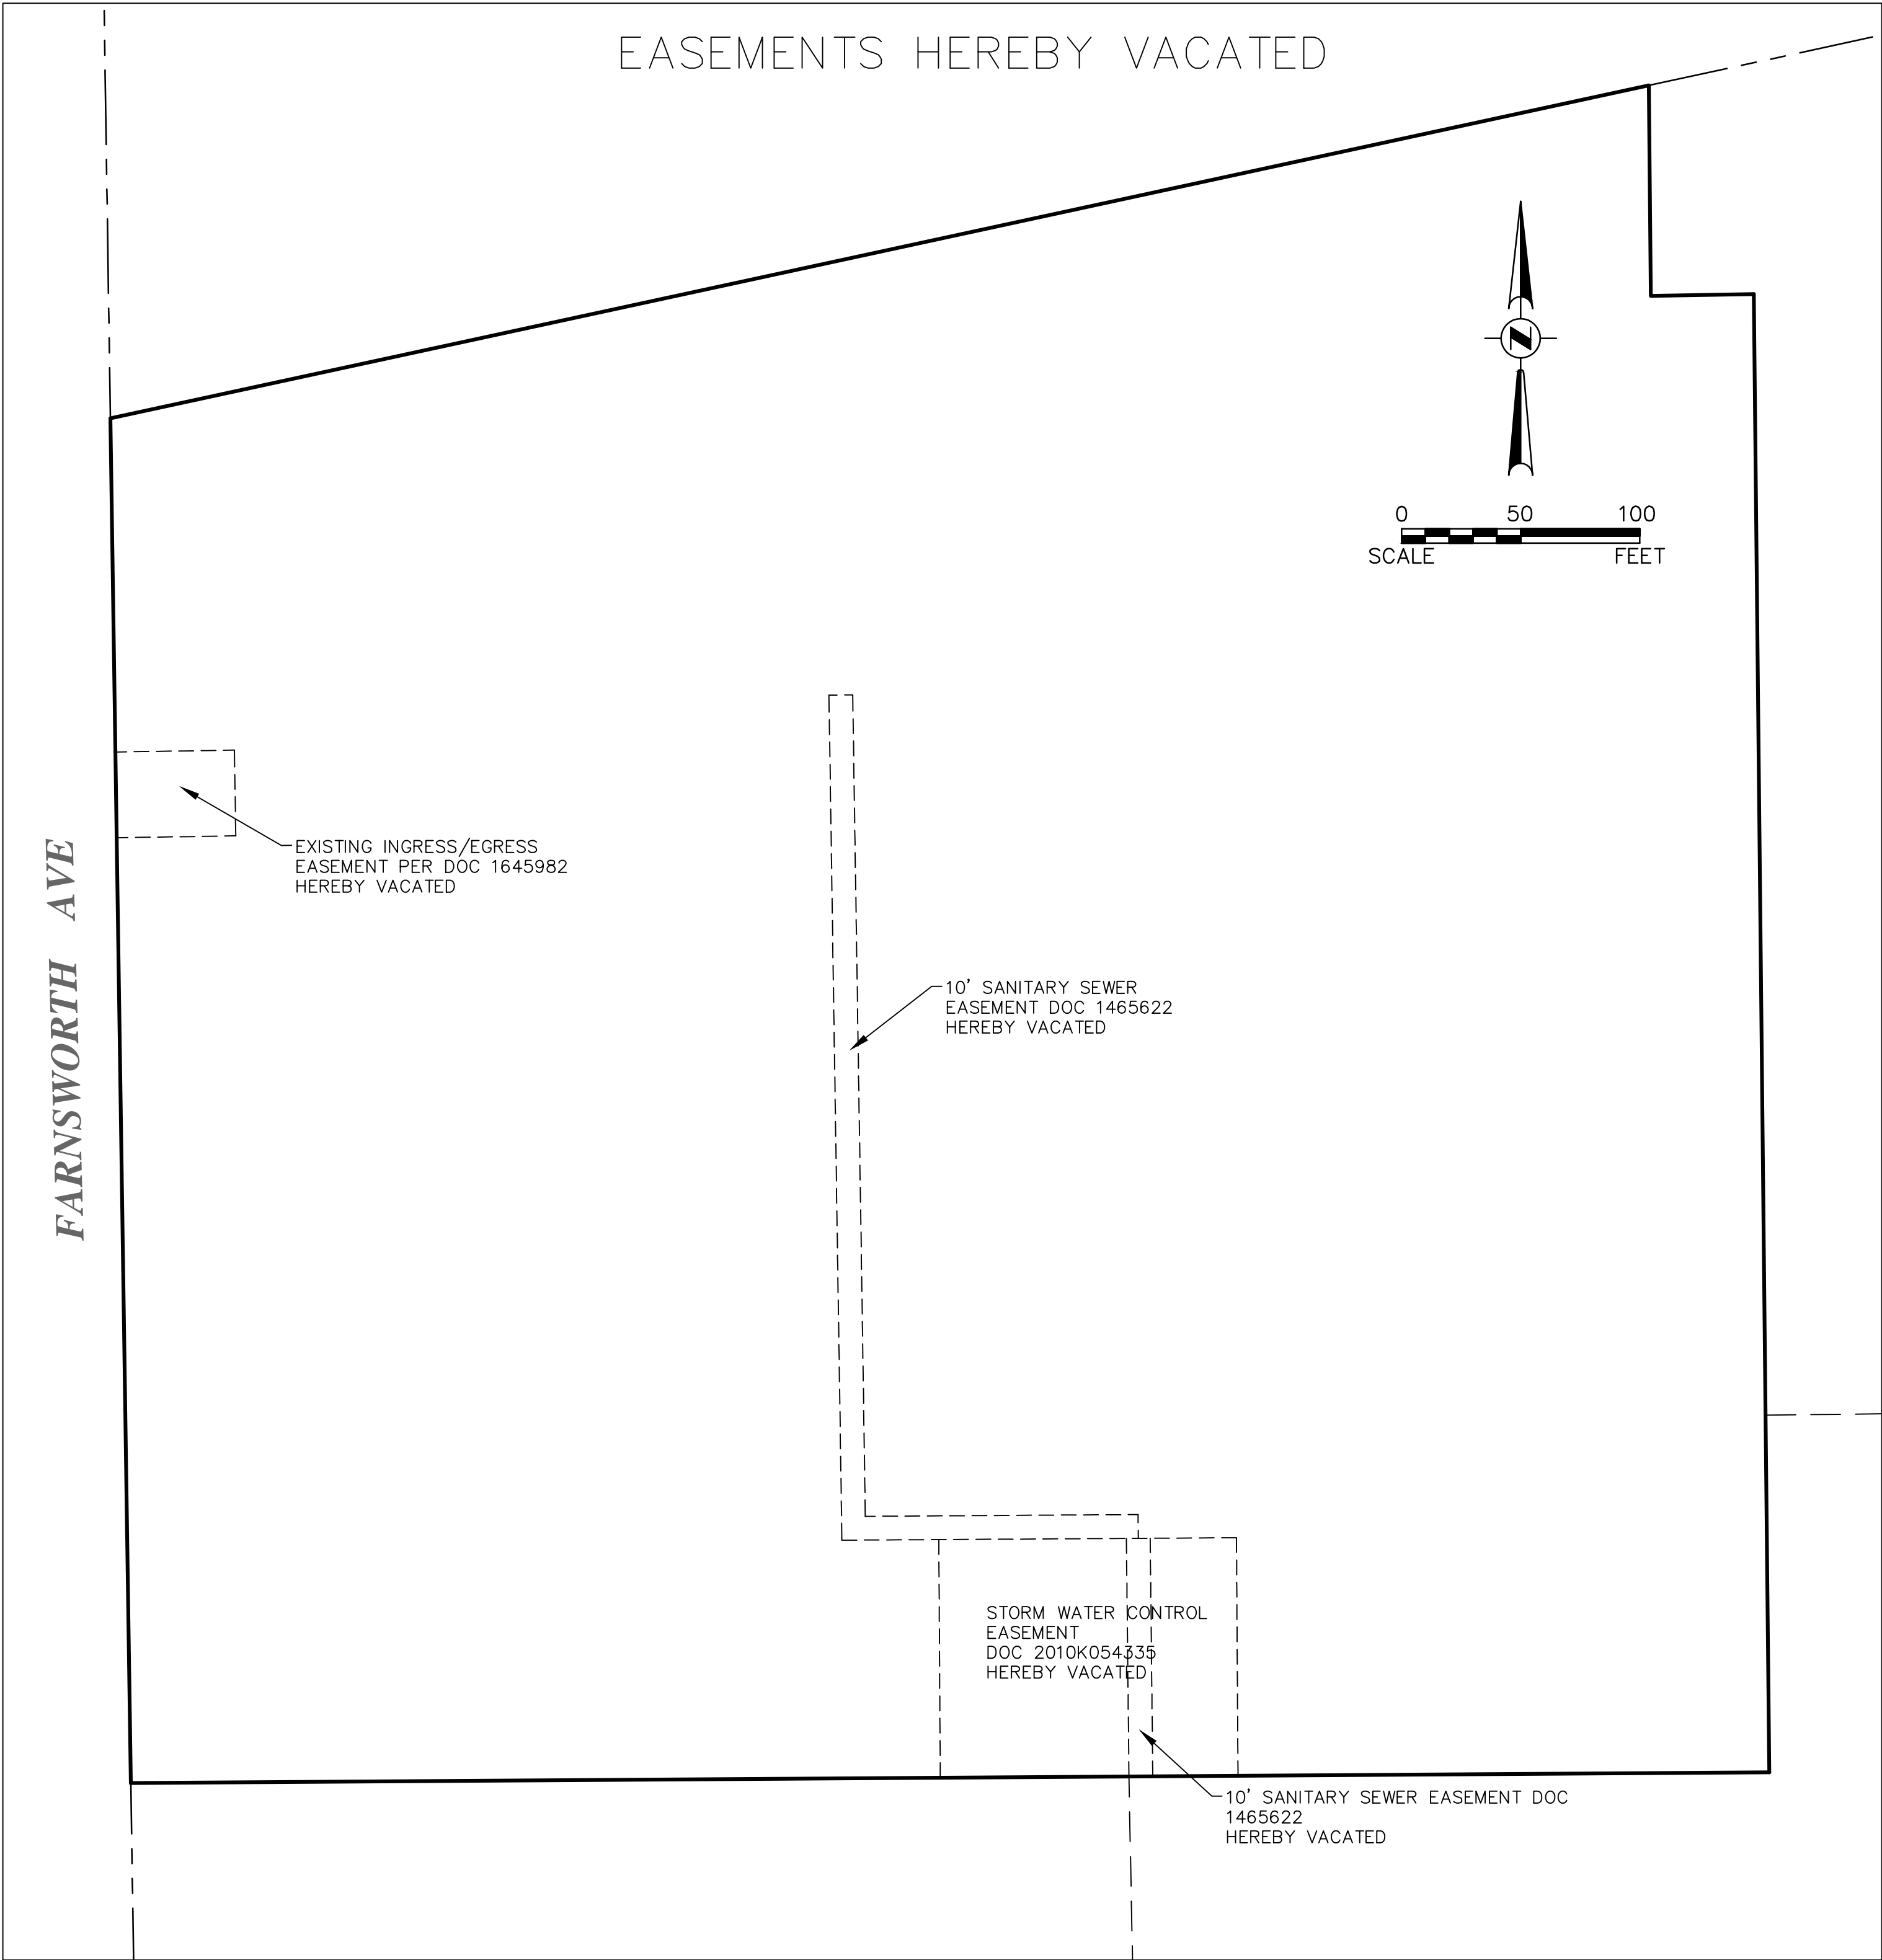 EASEMENTS HEREBY VACATED
N
0 50 100
SCALE FEET
EXISTING INGRESS/EGRESS
EASEMENT PER DOC 1645982
HEREBY VACATED
FARNSWORTH AVE
10' SANITARY SEWER
EASEMENT DOC 1465622
HEREBY VACATED
STORM WATER CONTROL
EASEMENT
DOC 2010K054335
HEREBY VACATED
10' SANITARY SEWER EASEMENT DOC
1465622
HEREBY VACATED